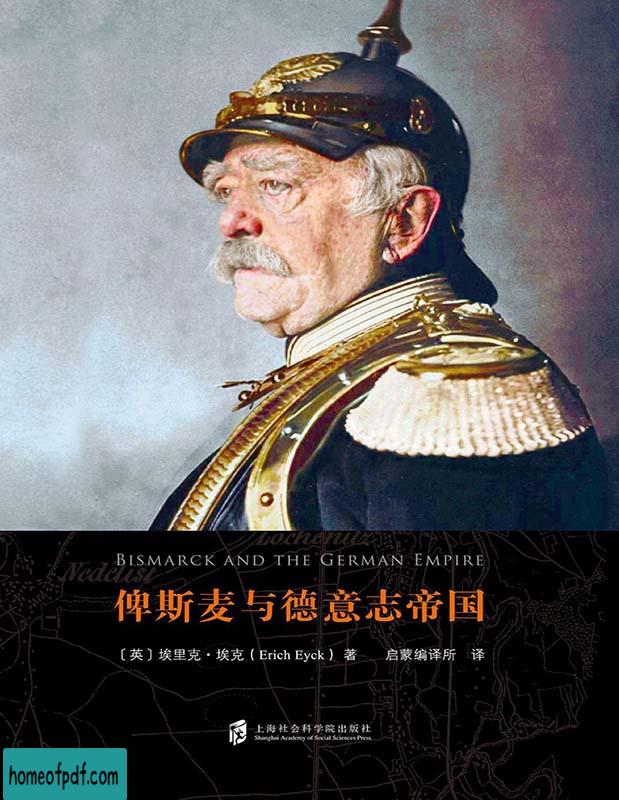 Lochenitz
BISMARCK AND THE GERMAN EMPIRE
Nedelist
俾斯麦与德意志帝国
〔英〕埃里克·埃克（Erich Eyck）著 启蒙编译所 译
上海社会科学院出版社
Shanghai Academy of Social Sciences Press
homeofpdf.com